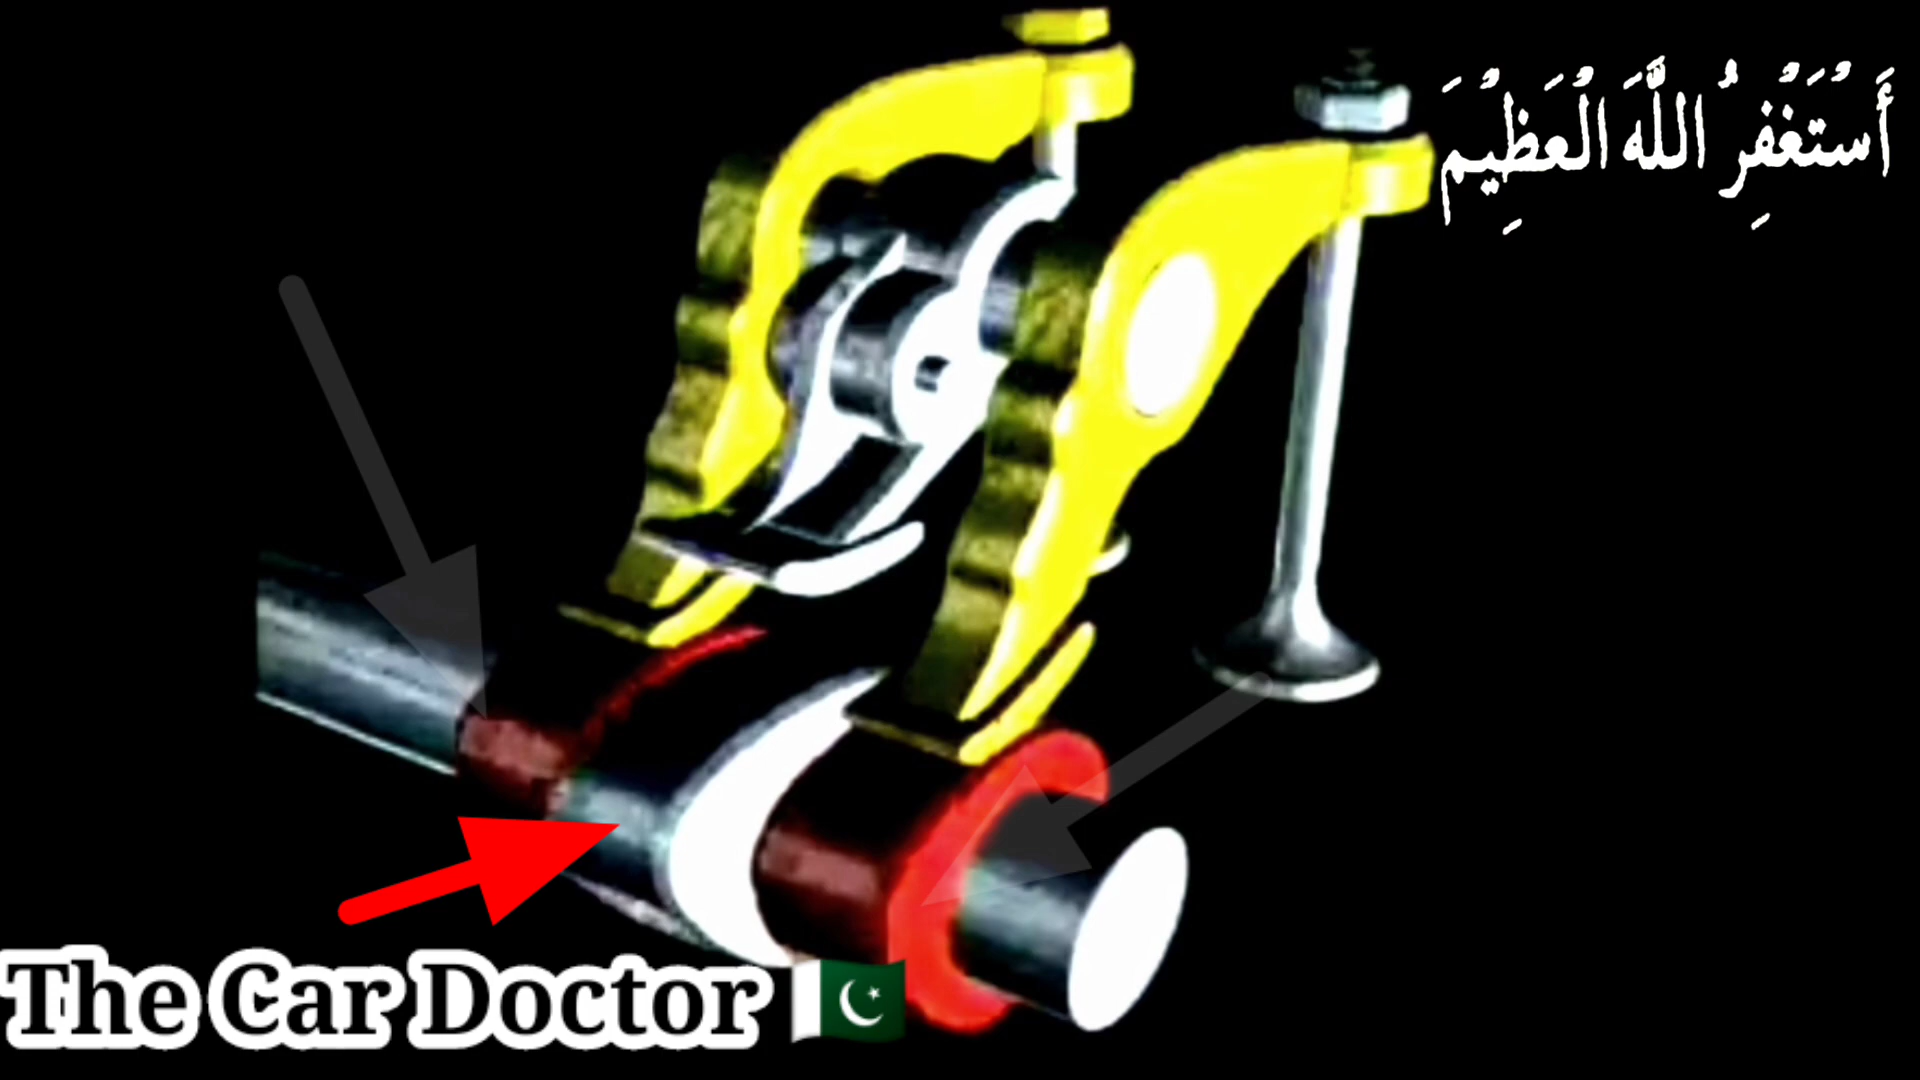 أَسْتَغْفِرُ اللَّهَ الْعَظِيْمَ
The Car Doctor 🇵🇰